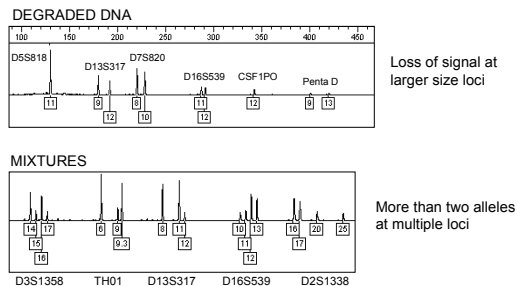 DEGRADED DNA
100 150 200 250 300 350 400 450
D5S818 D13S317 D7S820 D16S539 CSF1PO Penta D
Loss of signal at
larger size loci
11 9 8 11 12 9 13
12 10 12
MIXTURES
More than two alleles
at multiple loci
14 17 6 9 8 11 10 13 16 20 25
15 9.3 12 11 17
16 12
D3S1358 TH01 D13S317 D16S539 D2S1338